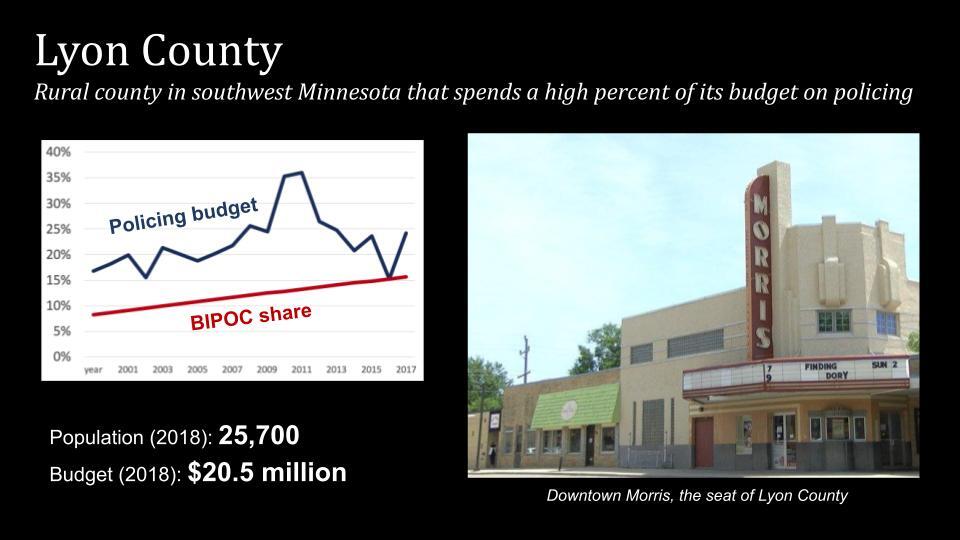 Lyon County
Rural county in southwest Minnesota that spends a high percent of its budget on policing
40%
35%
30%
25%
20%
15%
10%
5%
0%
Policing budget
BIPOC share
year 2001 2003 2005 2007 2009 2011 2013 2015 2017
Population (2018): 25,700
Budget (2018): $20.5 million
MORRIS
7 FINDING SUN 2
9 DORY
Downtown Morris, the seat of Lyon County